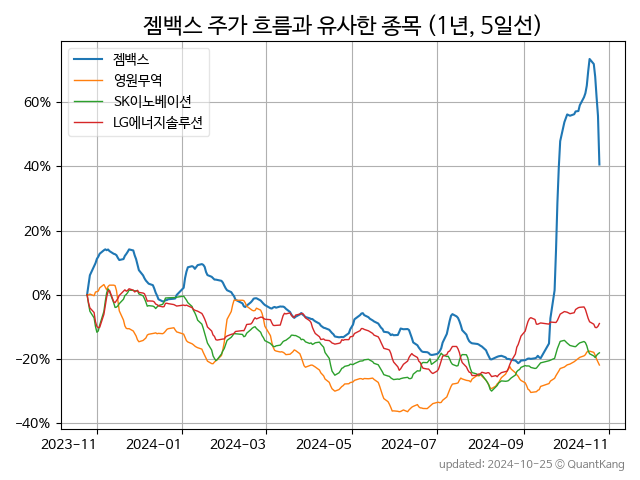 젬백스 주가 흐름과 유사한 종목 (1년, 5일선)
젬백스
영원무역
SK이노베이션
LG에너지솔루션
60%
40%
20%
0%
−20%
−40%
2023-11 2024-01 2024-03 2024-05 2024-07 2024-09 2024-11
updated: 2024-10-25 © QuantKang